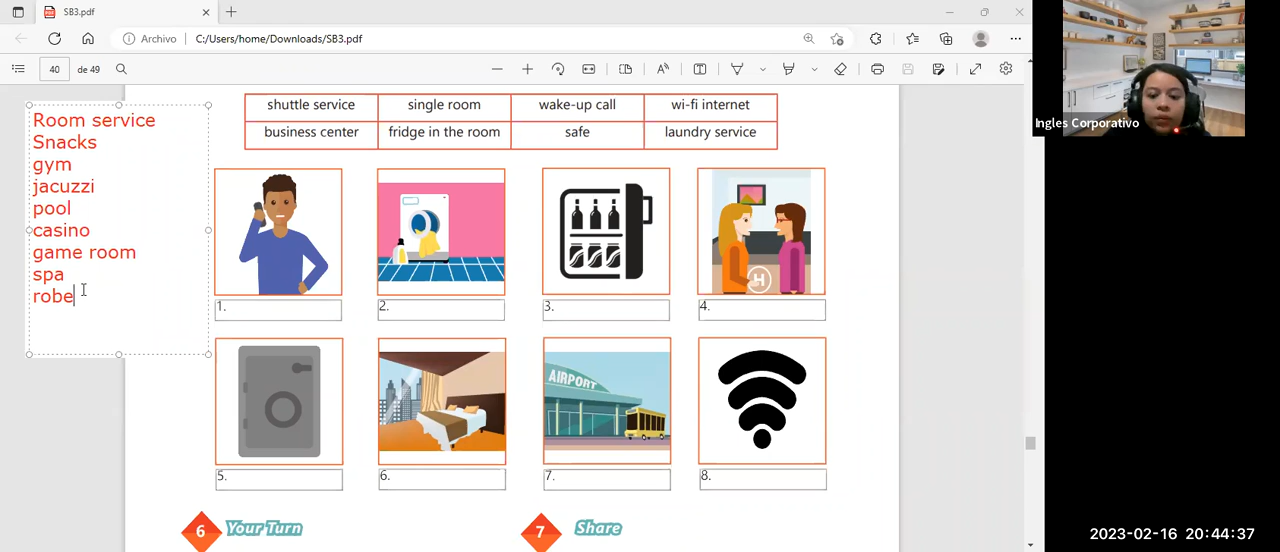 SB3.pdf
Archivo
C:/Users/home/Downloads/SB3.pdf
40
de 49
shuttle service
single room
wake-up call
wi-fi internet
business center
fridge in the room
safe
laundry service
Room service
Snacks
gym
jacuzzi
pool
casino
game room
spa
robe
H
1.
2.
3.
4.
AIRPORT
5.
6.
7.
8.
6
Your Turn
7
Share
Ingles Corporativo
2023-02-16 20:44:37